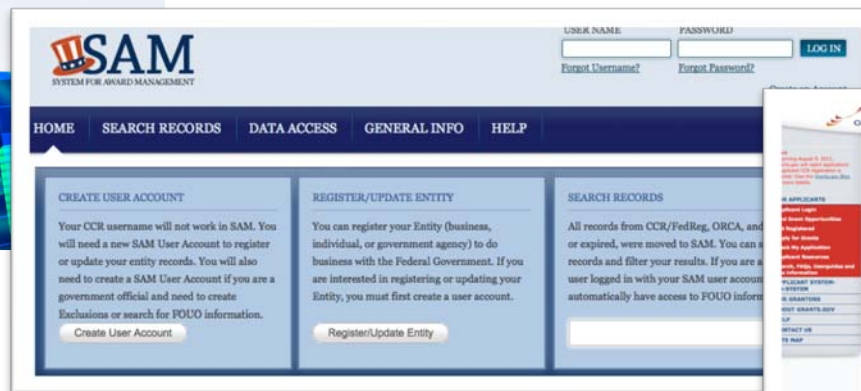 USER NAME PASSWORD
LOG IN
Forgot Username? Forgot Password?
Create an Account
SAM
SYSTEM FOR AWARD MANAGEMENT
HOME SEARCH RECORDS DATA ACCESS GENERAL INFO HELP
CREATE USER ACCOUNT
Your CCR username will not work in SAM. You
will need a new SAM User Account to register
or update your entity records. You will also
need to create a SAM User Account if you are a
government official and need to create
Exclusions or search for FOUO information.
Create User Account
REGISTER/UPDATE ENTITY
You can register your Entity (business,
individual, or government agency) to do
business with the Federal Government. If you
are interested in registering or updating your
Entity, you must first create a user account.
Register/Update Entity
SEARCH RECORDS
All records from CCR/FedReg, ORCA, and
or expired, were moved to SAM. You can s
records and filter your results. If you are a
user logged in with your SAM user account
automatically have access to FOUO inform